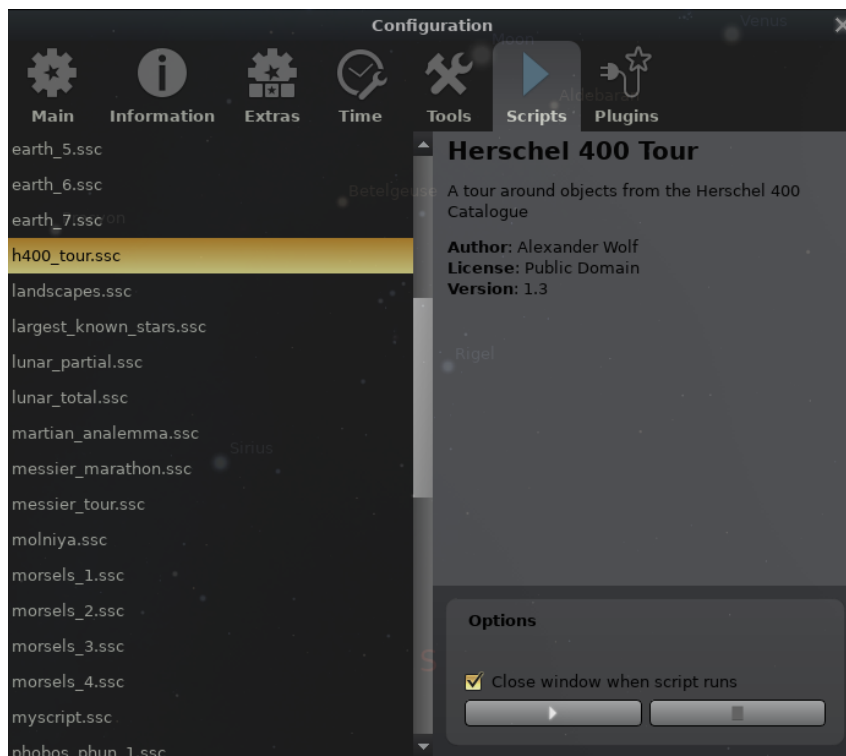 Configuration
Venus
Moon
Main
Information
Extras
Time
Tools
Scripts
Plugins
Aldebaran
earth_5.ssc
earth_6.ssc
earth_7.ssc
h400_tour.ssc
landscapes.ssc
largest_known_stars.ssc
lunar_partial.ssc
lunar_total.ssc
martian_analemma.ssc
messier_marathon.ssc
messier_tour.ssc
molniya.ssc
morsels_1.ssc
morsels_2.ssc
morsels_3.ssc
morsels_4.ssc
myscript.ssc
phobos_phun_1.ssc
Betelgeuse
Sirius
Herschel 400 Tour
A tour around objects from the Herschel 400
Catalogue
Author: Alexander Wolf
License: Public Domain
Version: 1.3
Rigel
S
Options
Close window when script runs